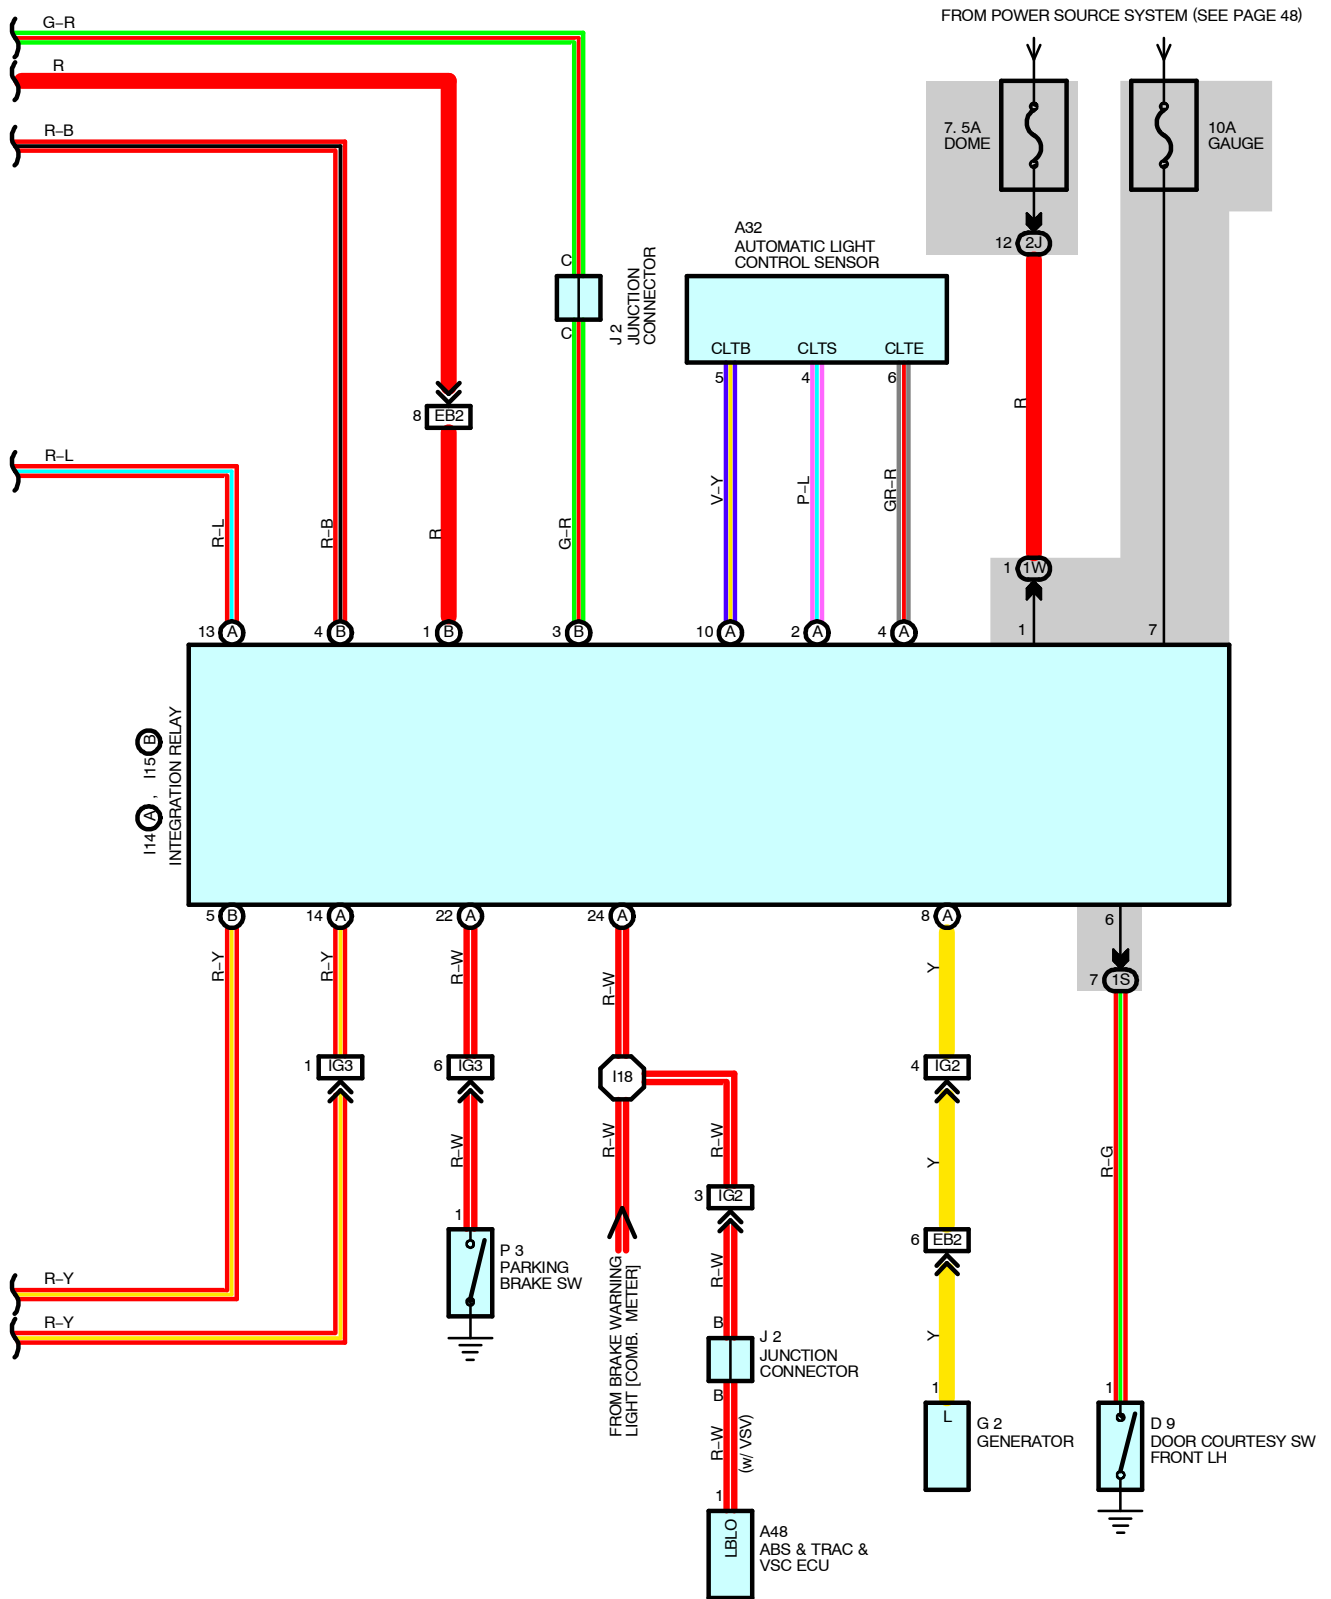 FROM POWER SOURCE SYSTEM (SEE PAGE 48)
G–R
R
R–B
7. 5A
DOME
10A
GAUGE
12 2J
A32
AUTOMATIC LIGHT
CONTROL SENSOR
C
C
J 2
JUNCTION
CONNECTOR
CLTB CLTS CLTE
5 4 6
8 EB2
R
R–L
R–L
R–B
R
G–R
V–Y
P–L
GR–R
1 1W
13 A
4 B
1 B
3 B
10 A
2 A
4 A
1
7
I14 A , I15 B
INTEGRATION RELAY
5 B
14 A
22 A
24 A
8 A
6
R–Y
R–Y
R–W
R–W
Y
7 1S
1 IG3
6 IG3
I18
4 IG2
R–W
R–W
R–W
Y
R–G
3 IG2
1
P 3
PARKING
BRAKE SW
6 EB2
R–W
R–Y
R–Y
FROM BRAKE WARNING
LIGHT [COMB. METER]
B
J 2
JUNCTION
CONNECTOR
B
Y
1
L
G 2
GENERATOR
1
D 9
DOOR COURTESY SW
FRONT LH
R–W
(w/ VSV)
1
LBLO
A48
ABS & TRAC &
VSC ECU